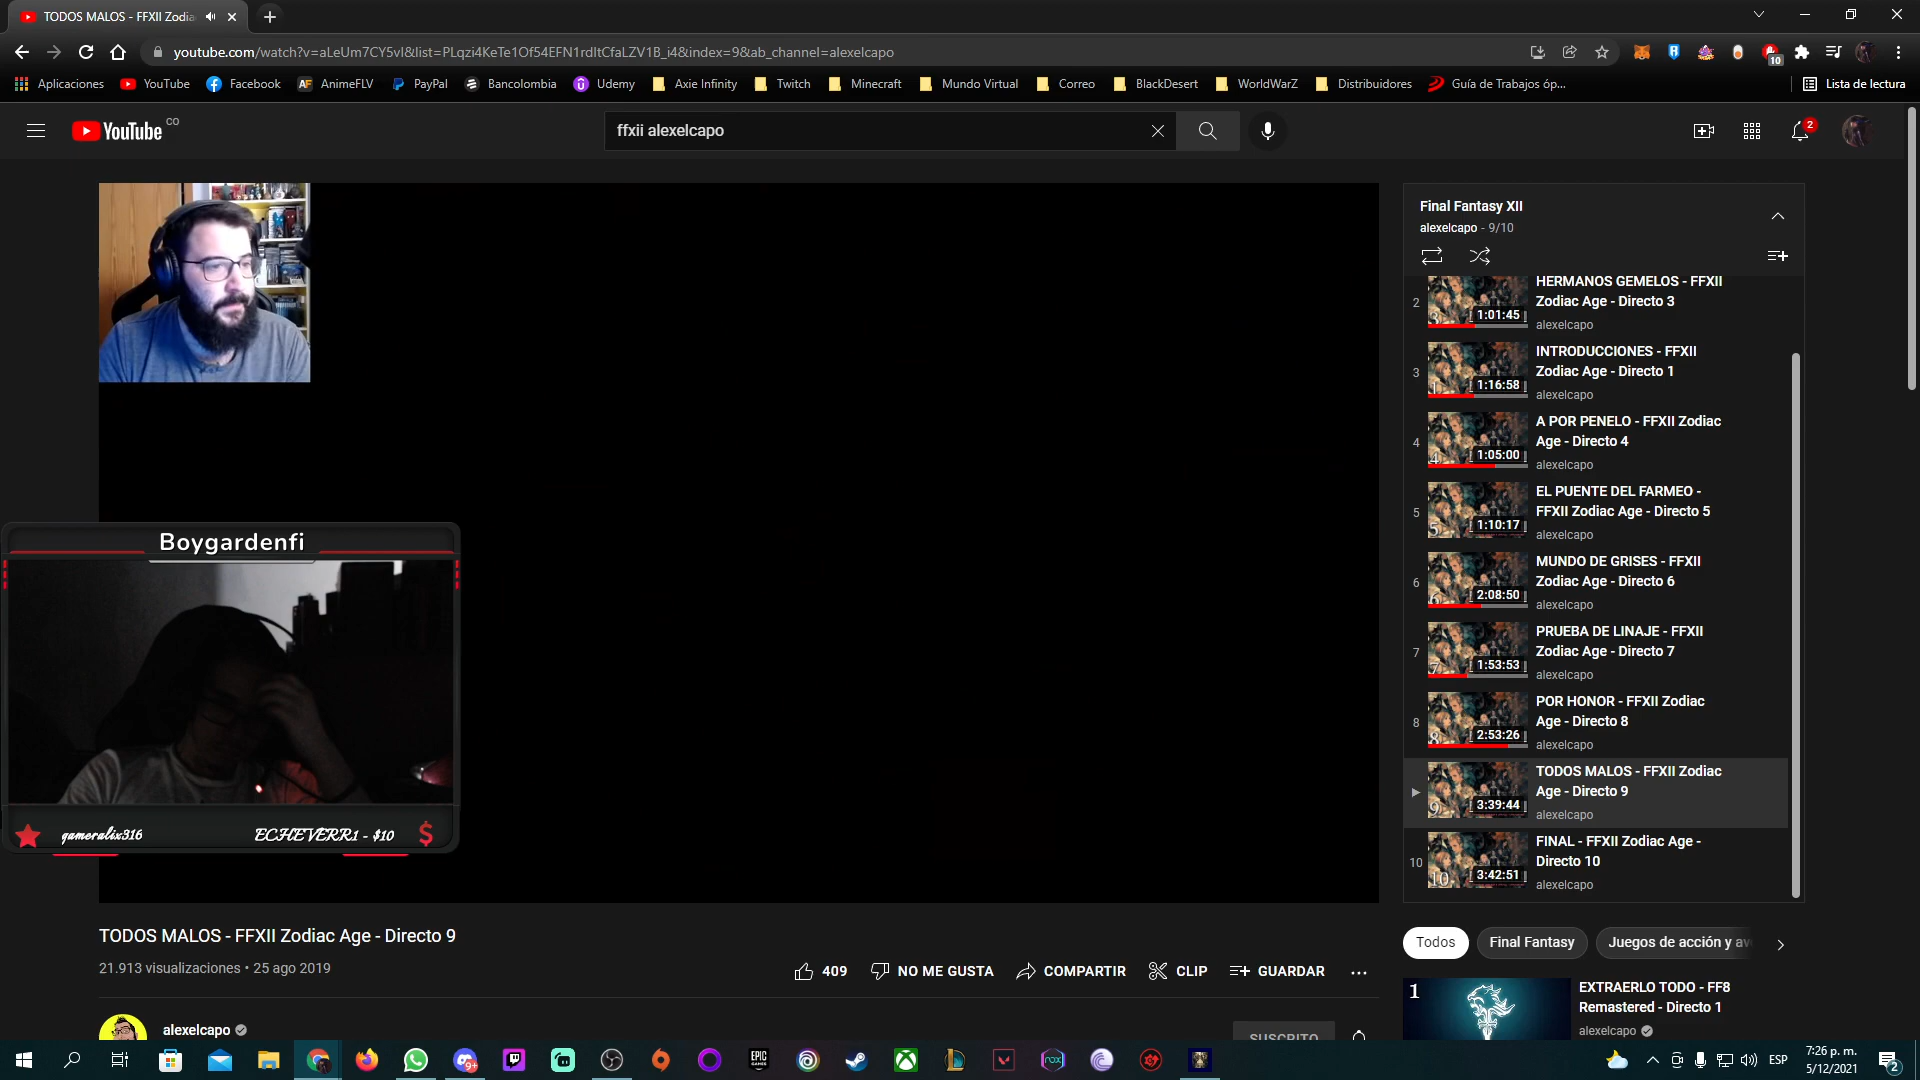 TODOS MALOS - FFXII Zodia
youtube.com/watch?v=aLeUm7CY5vI&list=PLqzi4KeTe1Of54EFN1rdltCfaLZV1B_i4&index=9&ab_channel=alexelcapo
10
Aplicaciones YouTube Facebook AnimeFLV PayPal Bancolombia Udemy Axie Infinity Twitch Minecraft Mundo Virtual Correo BlackDesert WorldWarZ Distribuidores Guía de Trabajos óp... Lista de lectura
YouTube CO
ffxii alexelcapo
2
Final Fantasy XII
alexelcapo - 9/10
2
HERMANOS GEMELOS - FFXII
Zodiac Age - Directo 3
1:01:45
alexelcapo
3
INTRODUCCIONES - FFXII
Zodiac Age - Directo 1
1:16:58
alexelcapo
4
A POR PENELO - FFXII Zodiac
Age - Directo 4
1:05:00
alexelcapo
5
EL PUENTE DEL FARMEO -
FFXII Zodiac Age - Directo 5
1:10:17
alexelcapo
6
MUNDO DE GRISES - FFXII
Zodiac Age - Directo 6
2:08:50
alexelcapo
7
PRUEBA DE LINAJE - FFXII
Zodiac Age - Directo 7
1:53:53
alexelcapo
8
POR HONOR - FFXII Zodiac
Age - Directo 8
2:53:26
alexelcapo
TODOS MALOS - FFXII Zodiac
Age - Directo 9
3:39:44
alexelcapo
10
FINAL - FFXII Zodiac Age -
Directo 10
3:42:51
alexelcapo
Boygardenfi
gameralix316 ECHEVERR1 - $10 $
TODOS MALOS - FFXII Zodiac Age - Directo 9
21.913 visualizaciones • 25 ago 2019
409 NO ME GUSTA COMPARTIR CLIP GUARDAR
alexelcapo
SUSCRITO
Todos Final Fantasy Juegos de acción y av
1
EXTRAERLO TODO - FF8
Remastered - Directo 1
alexelcapo
9+
EPIC
GAMES
nox
ESP
7:26 p. m.
5/12/2021
2